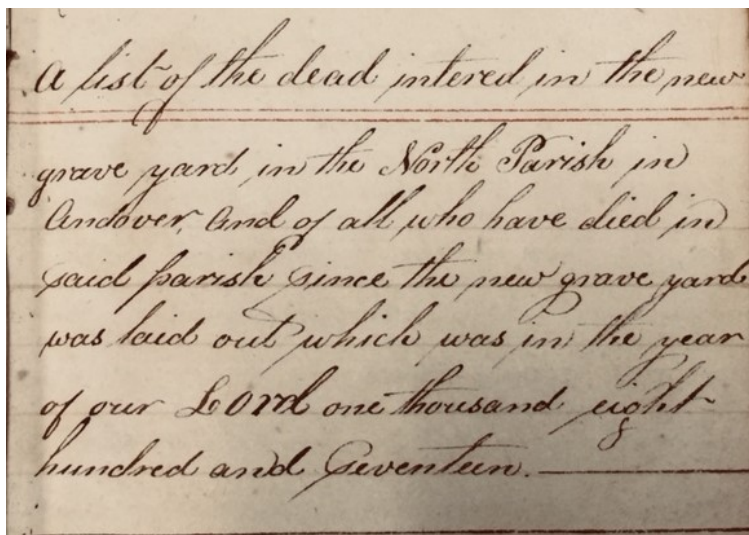 A list of the dead intered in the new
grave yard in the North Parish in
Andover, And of all who have died in
said parish since the new grave yard
was laid out which was in the year
of our Lord one thousand eight
hundred and Seventeen.